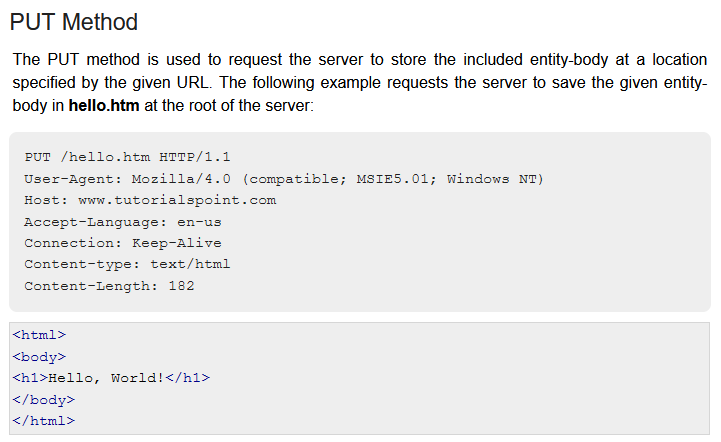 PUT Method
The PUT method is used to request the server to store the included entity-body at a location
specified by the given URL. The following example requests the server to save the given entity-
body in hello.htm at the root of the server:
PUT /hello.htm HTTP/1.1
User-Agent: Mozilla/4.0 (compatible; MSIE5.01; Windows NT)
Host: www.tutorialspoint.com
Accept-Language: en-us
Connection: Keep-Alive
Content-type: text/html
Content-Length: 182
<html>
<body>
<h1>Hello, World!</h1>
</body>
</html>